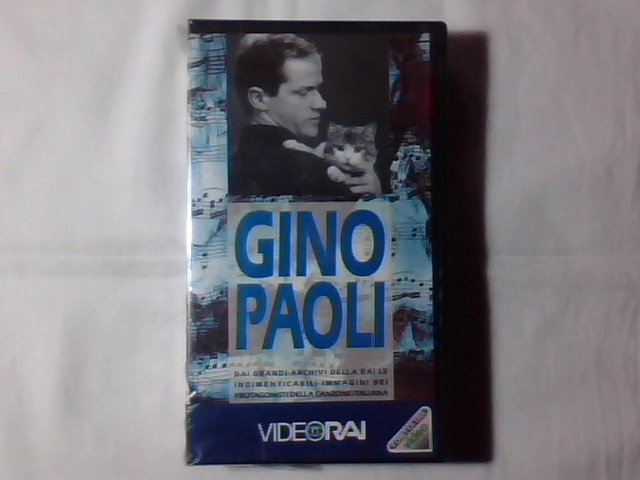 GINO
PAOLI
DAI GRANDI ARCHIVI DELLA RAI LE
INDIMENTICABILI IMMAGINI DEI
PROTAGONISTI DELLA CANZONE ITALIANA
VIDEORAI